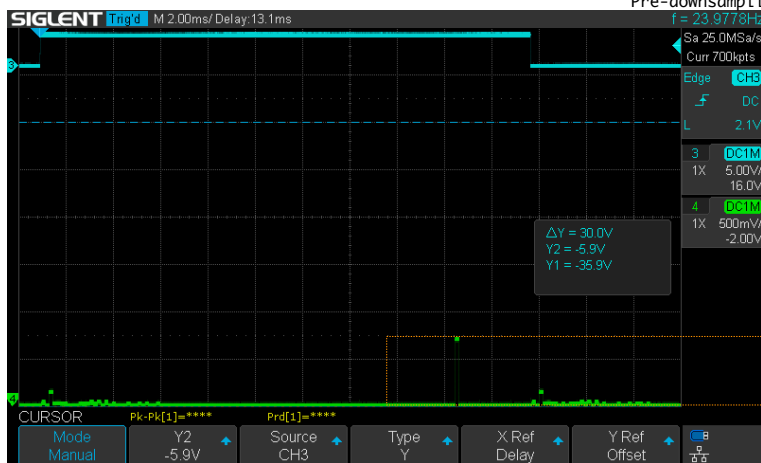 Pre-downsampli
SIGLENT Trig'd M 2.00ms/ Delay:13.1ms f = 23.9778Hz
Sa 25.0MSa/s
Curr 700kpts
Edge CH3
DC
L 2.1V
3 DC1M
1X 5.00V/
16.0V
4 DC1M
1X 500mV/
-2.00V
△Y = 30.0V
Y2 = -5.9V
Y1 = -35.9V
3
4
CURSOR Pk-Pk[1]=**** Prd[1]=****
Mode Y2 Source Type X Ref Y Ref
Manual -5.9V CH3 Y Delay Offset